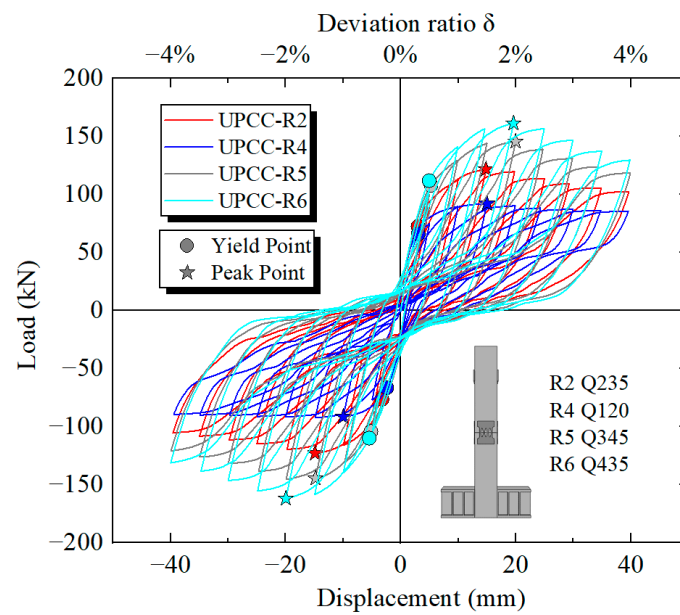 Deviation ratio δ
−4% −2% 0% 2% 4%
200
150
100
50
0
−50
−100
−150
−200
Load (kN)
UPCC-R2
UPCC-R4
UPCC-R5
UPCC-R6
Yield Point
Peak Point
R2 Q235
R4 Q120
R5 Q345
R6 Q435
−40 −20 0 20 40
Displacement (mm)